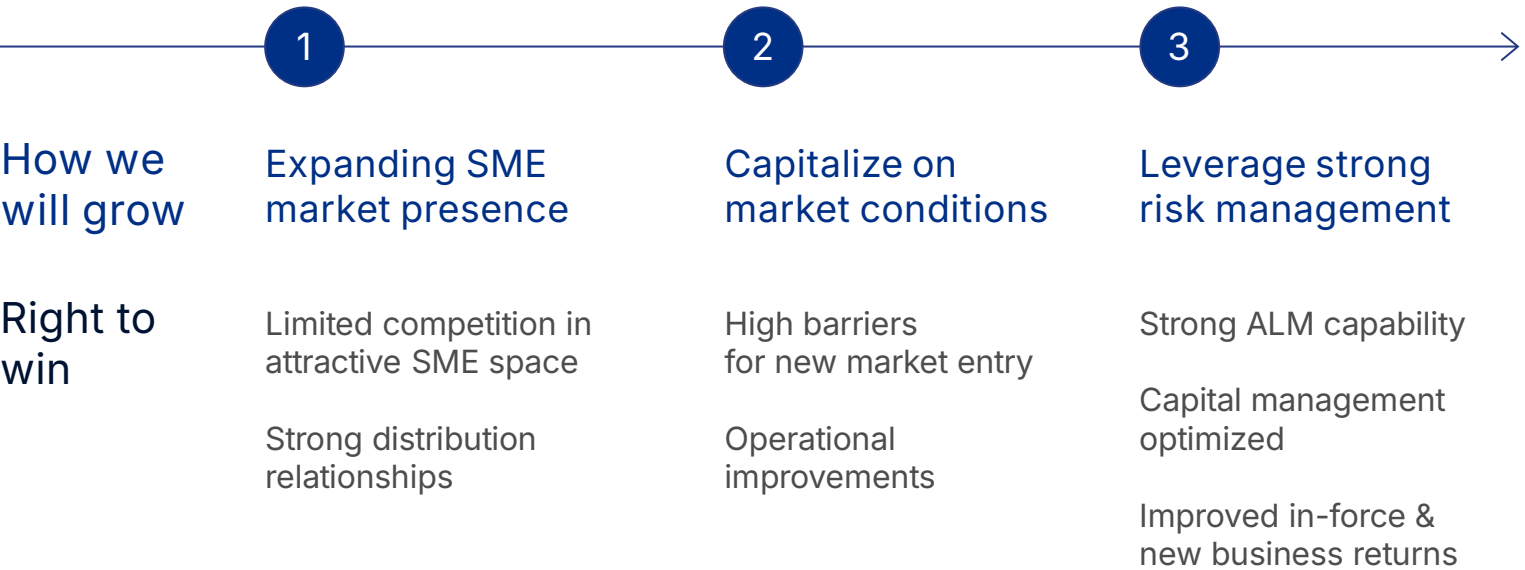 1
2
3
How we
will grow
Expanding SME
market presence
Capitalize on
market conditions
Leverage strong
risk management
Right to
win
Limited competition in
attractive SME space
Strong distribution
relationships
High barriers
for new market entry
Operational
improvements
Strong ALM capability
Capital management
optimized
Improved in-force &
new business returns